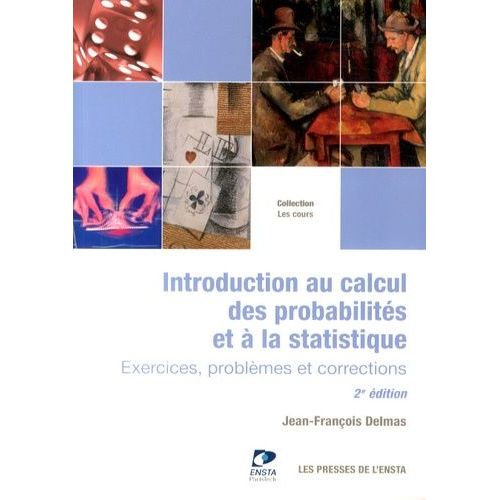 Collection
Les cours
Introduction au calcul
des probabilités
et à la statistique
Exercices, problèmes et corrections
2e édition
Jean-François Delmas
ENSTA
ParisTech
LES PRESSES DE L'ENSTA